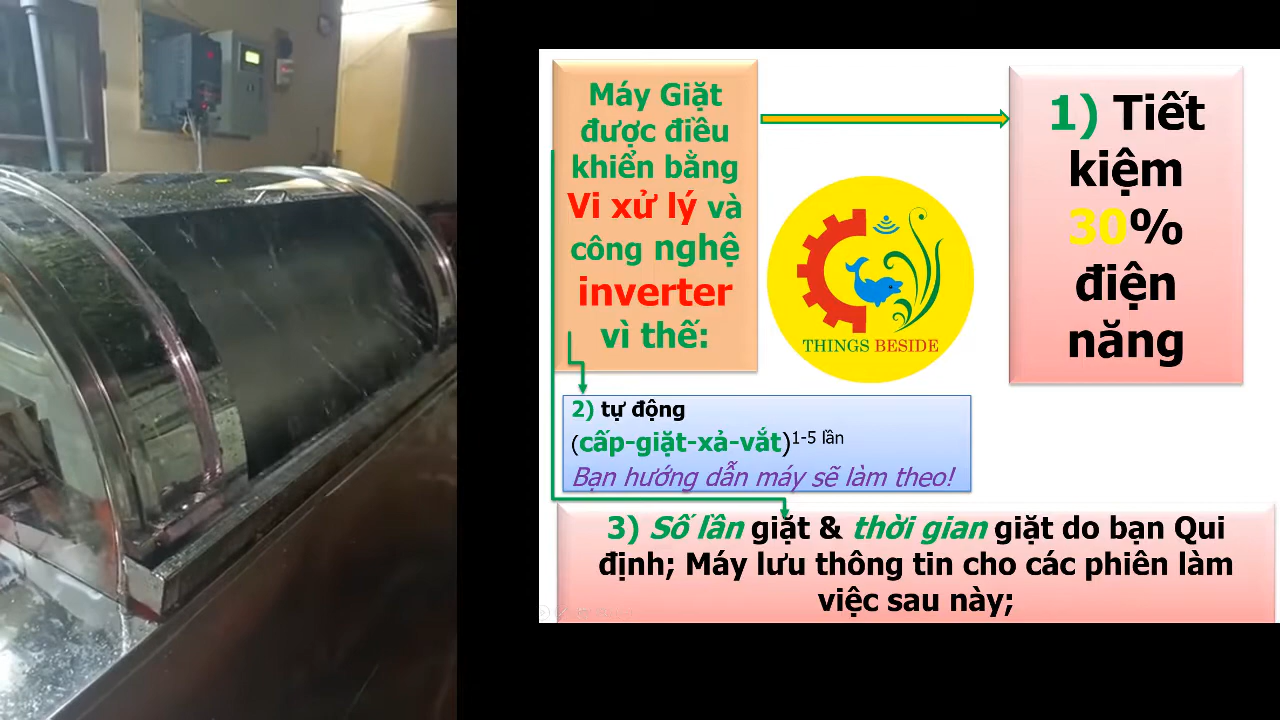 Máy Giặt
được điều
khiển bằng
Vi xử lý và
công nghệ
inverter
vì thế:
1) Tiết
kiệm
30%
điện
năng
THINGS BESIDE
2) tự động
(cấp-giặt-xả-vắt)1-5 lần
Bạn hướng dẫn máy sẽ làm theo!
3) Số lần giặt & thời gian giặt do bạn Qui
định; Máy lưu thông tin cho các phiên làm
việc sau này;